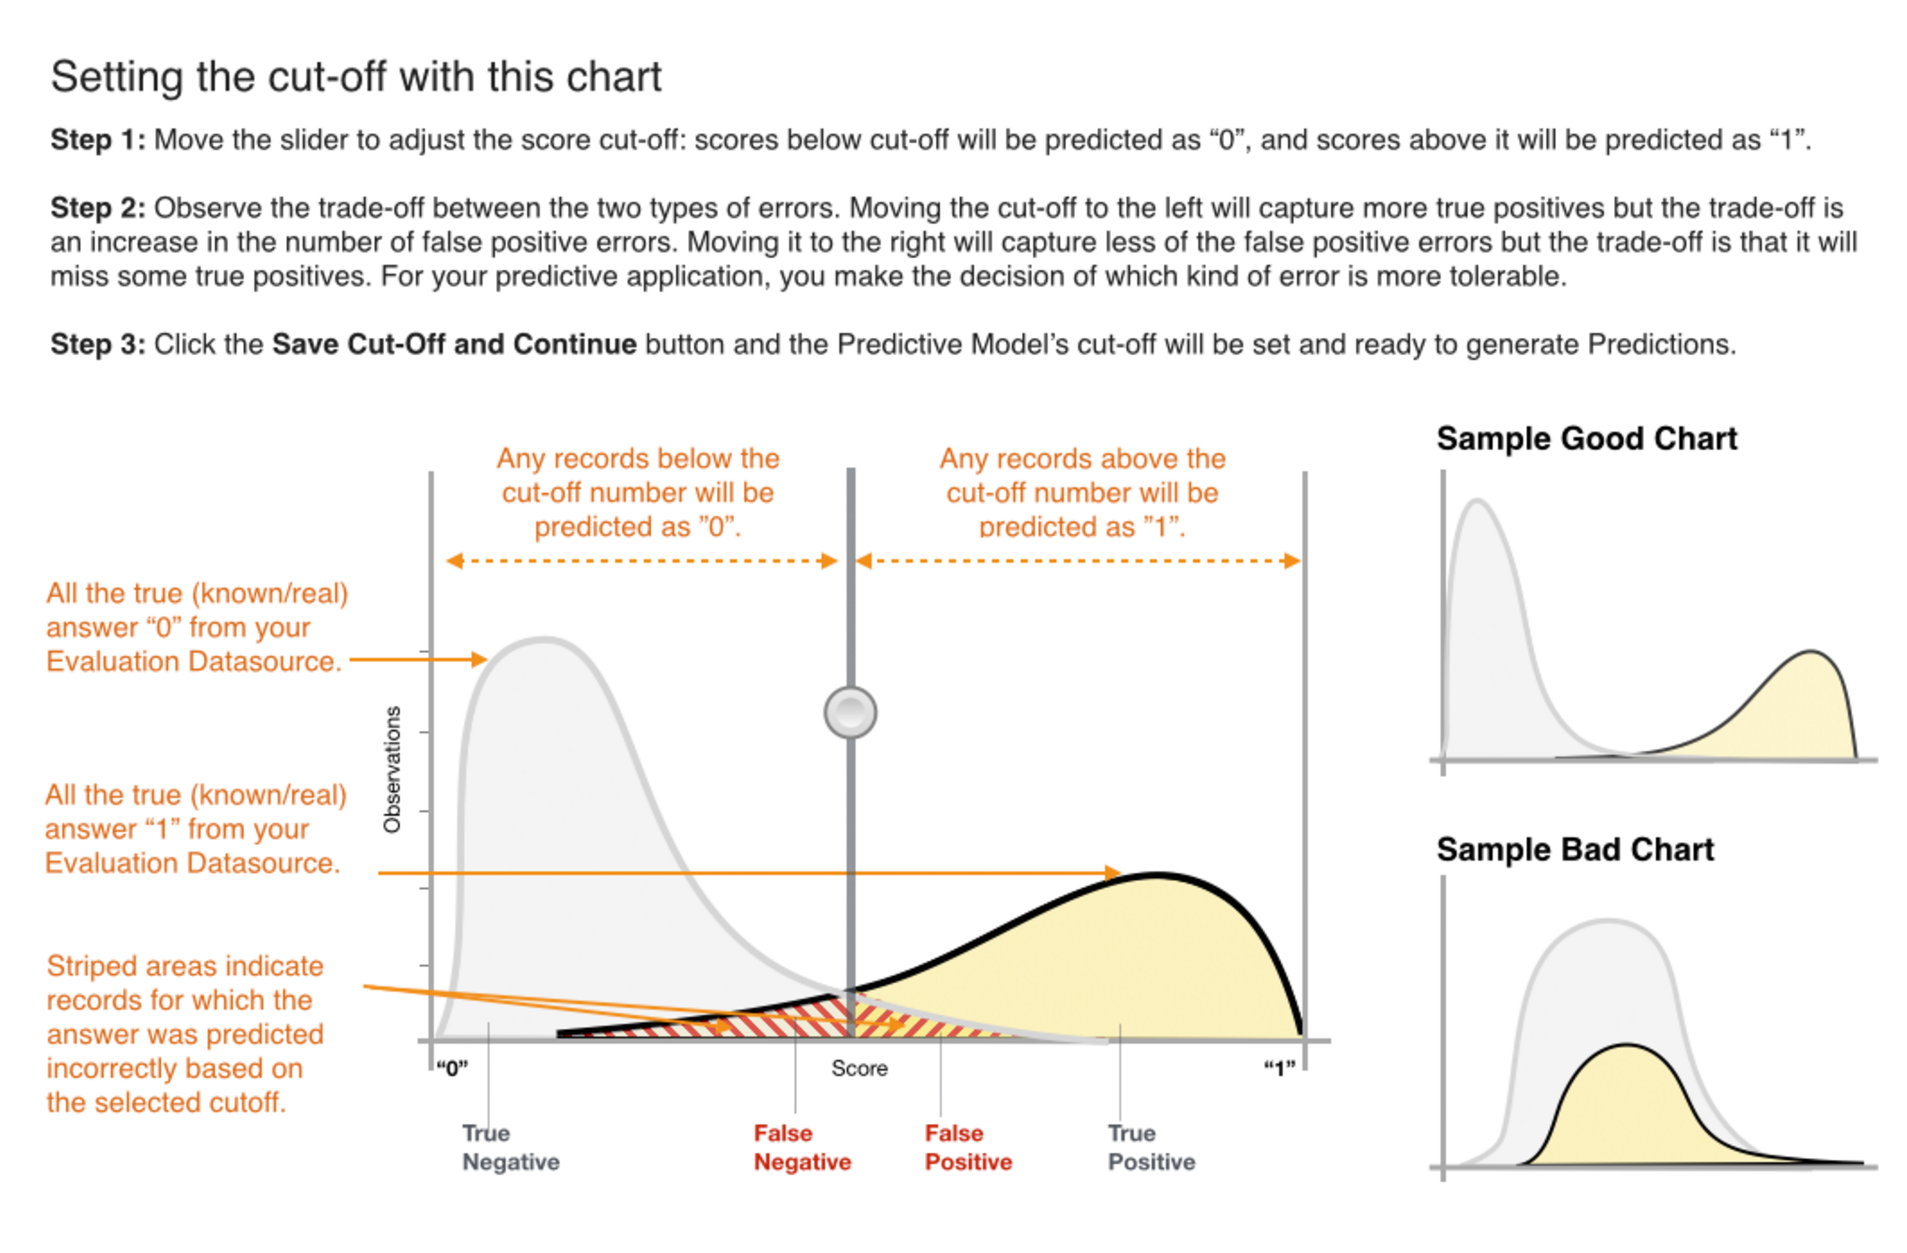 Setting the cut-off with this chart
Step 1: Move the slider to adjust the score cut-off: scores below cut-off will be predicted as “0”, and scores above it will be predicted as “1”.
Step 2: Observe the trade-off between the two types of errors. Moving the cut-off to the left will capture more true positives but the trade-off is
an increase in the number of false positive errors. Moving it to the right will capture less of the false positive errors but the trade-off is that it will
miss some true positives. For your predictive application, you make the decision of which kind of error is more tolerable.
Step 3: Click the Save Cut-Off and Continue button and the Predictive Model’s cut-off will be set and ready to generate Predictions.
Any records below the
cut-off number will be
predicted as ”0”.
Any records above the
cut-off number will be
predicted as ”1”.
All the true (known/real)
answer “0” from your
Evaluation Datasource.
All the true (known/real)
answer “1” from your
Evaluation Datasource.
Striped areas indicate
records for which the
answer was predicted
incorrectly based on
the selected cutoff.
Observations
“0”
Score
“1”
True
Negative
False
Negative
False
Positive
True
Positive
Sample Good Chart
Sample Bad Chart